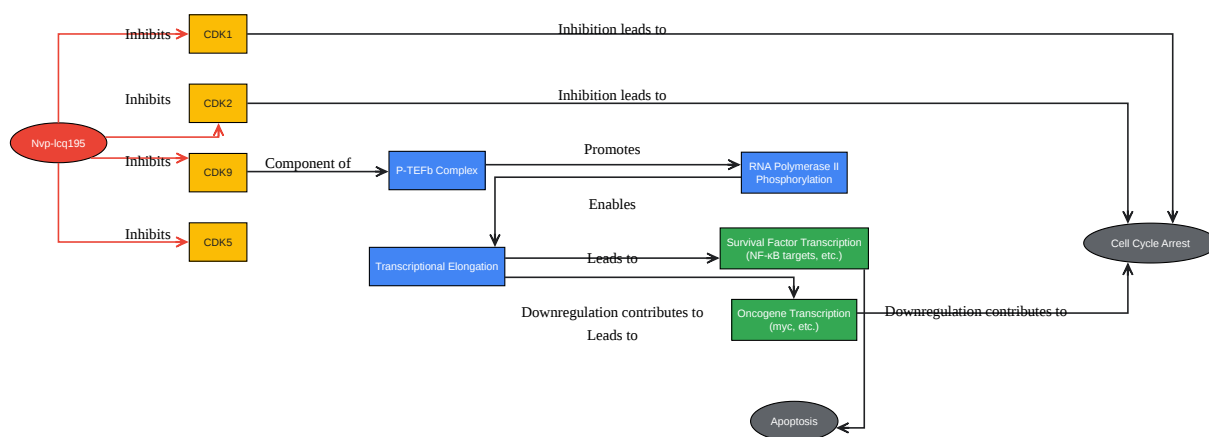 Inhibits
CDK1
Inhibition leads to
Inhibits
CDK2
Inhibition leads to
Nvp-lcq195
Inhibits
CDK9
Component of
P-TEFb Complex
Promotes
RNA Polymerase II
Phosphorylation
Enables
Inhibits
CDK5
Transcriptional Elongation
Leads to
Survival Factor Transcription
(NF-κB targets, etc.)
Cell Cycle Arrest
Downregulation contributes to
Leads to
Oncogene Transcription
(myc, etc.)
Downregulation contributes to
Apoptosis